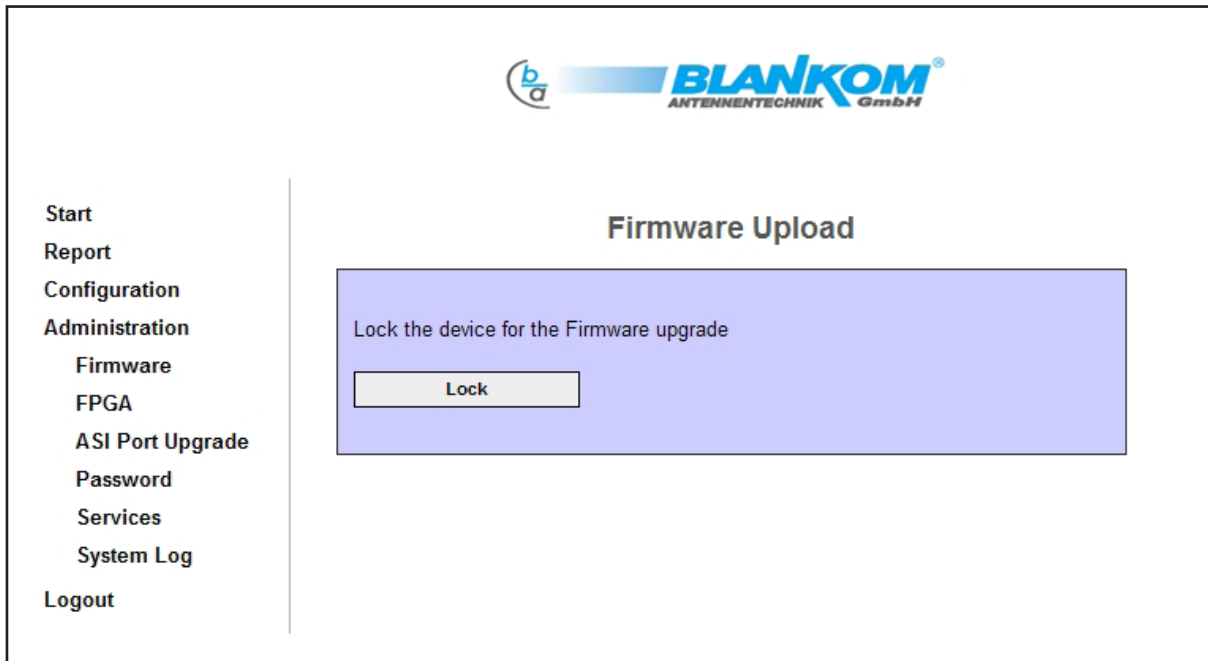 b
a
BLANKOM®
ANTENNENTECHNIK GmbH
Start
Report
Configuration
Administration
Firmware
FPGA
ASI Port Upgrade
Password
Services
System Log
Logout
Firmware Upload
Lock the device for the Firmware upgrade
Lock